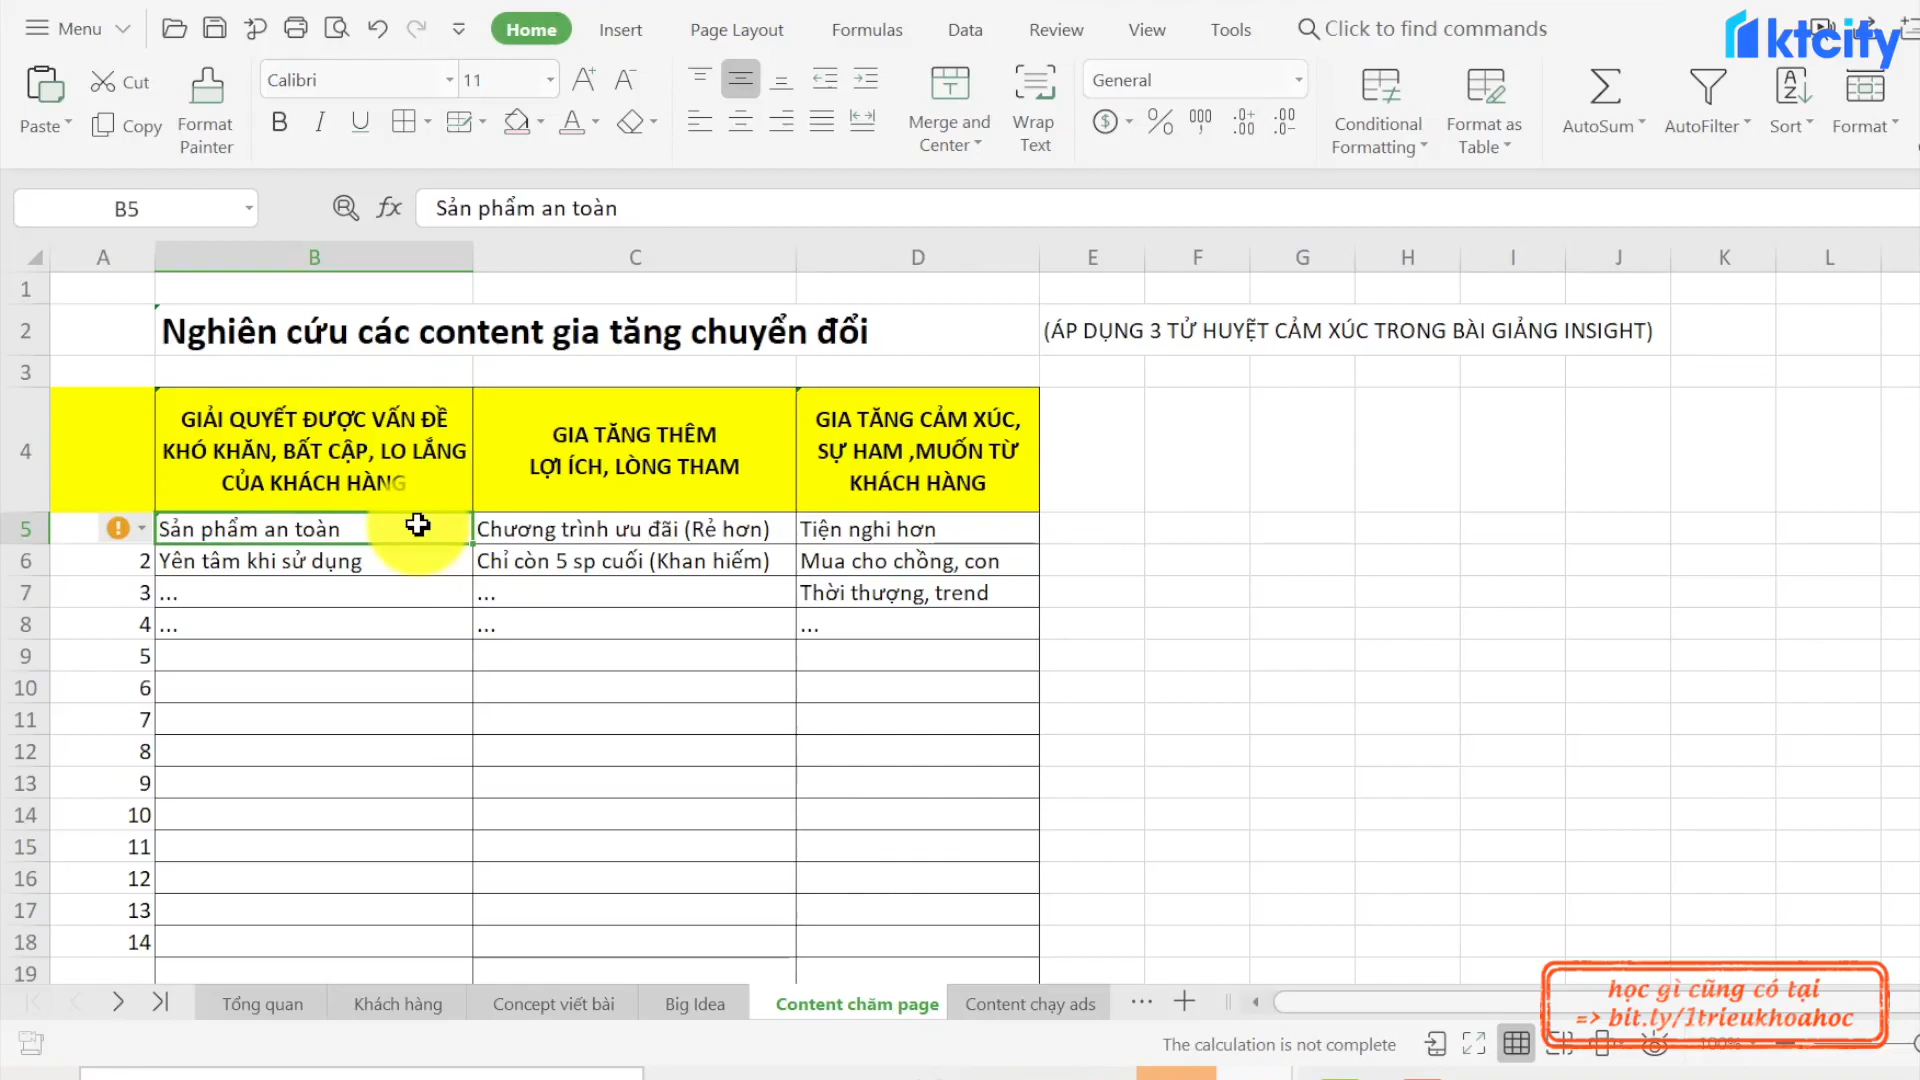 Menu
Home
Insert
Page Layout
Formulas
Data
Review
View
Tools
Click to find commands
ktcity
Paste
Cut
Copy
Format
Painter
Calibri
11
Merge and
Center
Wrap
Text
General
Conditional
Formatting
Format as
Table
AutoSum
AutoFilter
Sort
Format
B5
fx
Sản phẩm an toàn
A B C D E F G H I J K L
1
2 Nghiên cứu các content gia tăng chuyển đổi (ÁP DỤNG 3 TỬ HUYỆT CẢM XÚC TRONG BÀI GIẢNG INSIGHT)
3
4
GIẢI QUYẾT ĐƯỢC VẤN ĐỀ
KHÓ KHĂN, BẤT CẬP, LO LẮNG
CỦA KHÁCH HÀNG
GIA TĂNG THÊM
LỢI ÍCH, LÒNG THAM
GIA TĂNG CẢM XÚC,
SỰ HAM ,MUỐN TỪ
KHÁCH HÀNG
5 Sản phẩm an toàn Chương trình ưu đãi (Rẻ hơn) Tiện nghi hơn
6 2 Yên tâm khi sử dụng Chỉ còn 5 sp cuối (Khan hiếm) Mua cho chồng, con
7 3 ... ... Thời thượng, trend
8 4 ... ... ...
9 5
10 6
11 7
12 8
13 9
14 10
15 11
16 12
17 13
18 14
19
Tổng quan
Khách hàng
Concept viết bài
Big Idea
Content chăm page
Content chạy ads
học gì cũng có tại
=> bit.ly/1trieukhoahoc
The calculation is not complete
100%